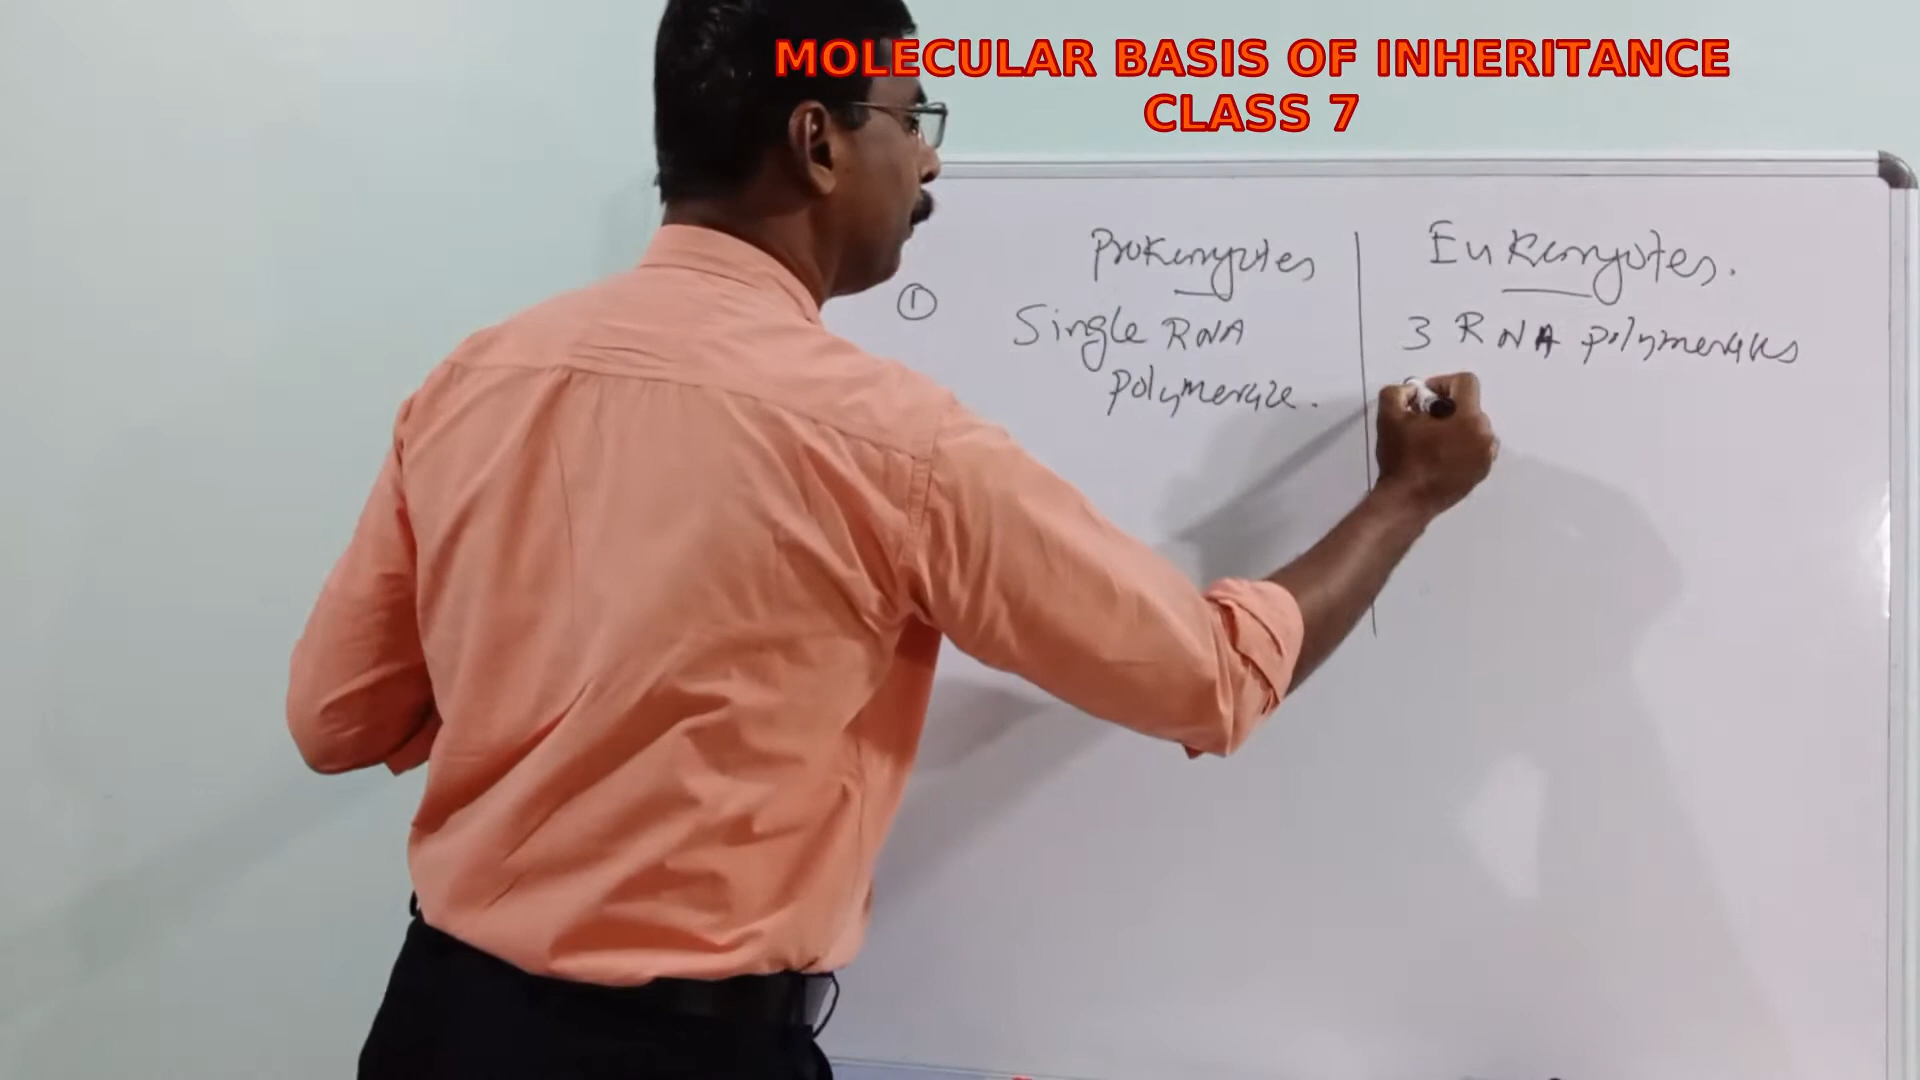 MOLECULAR BASIS OF INHERITANCE
CLASS 7
Prokaryotes
Eukaryotes.
① Single RNA
polymerase.
3 RNA polymerases